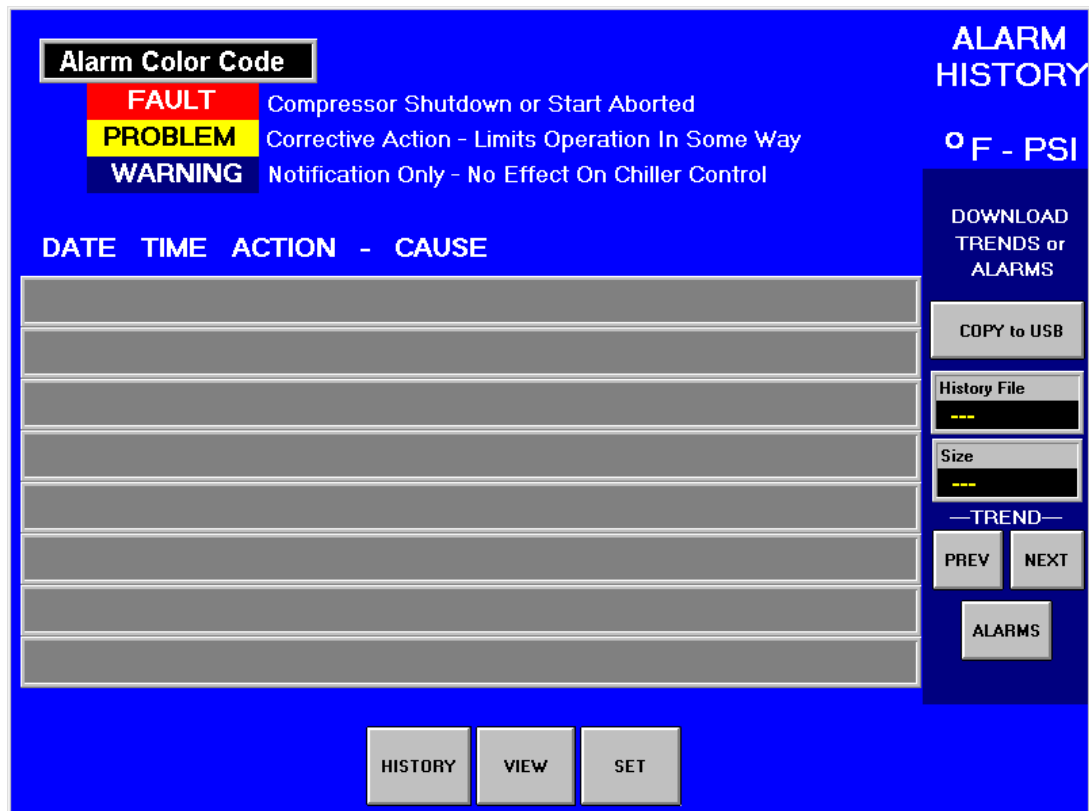 Alarm Color Code
FAULT Compressor Shutdown or Start Aborted
PROBLEM Corrective Action - Limits Operation In Some Way
WARNING Notification Only - No Effect On Chiller Control
DATE TIME ACTION - CAUSE
ALARM
HISTORY
°F - PSI
DOWNLOAD
TRENDS or
ALARMS
COPY to USB
History File
---
Size
---
—TREND—
PREV NEXT
ALARMS
HISTORY VIEW SET